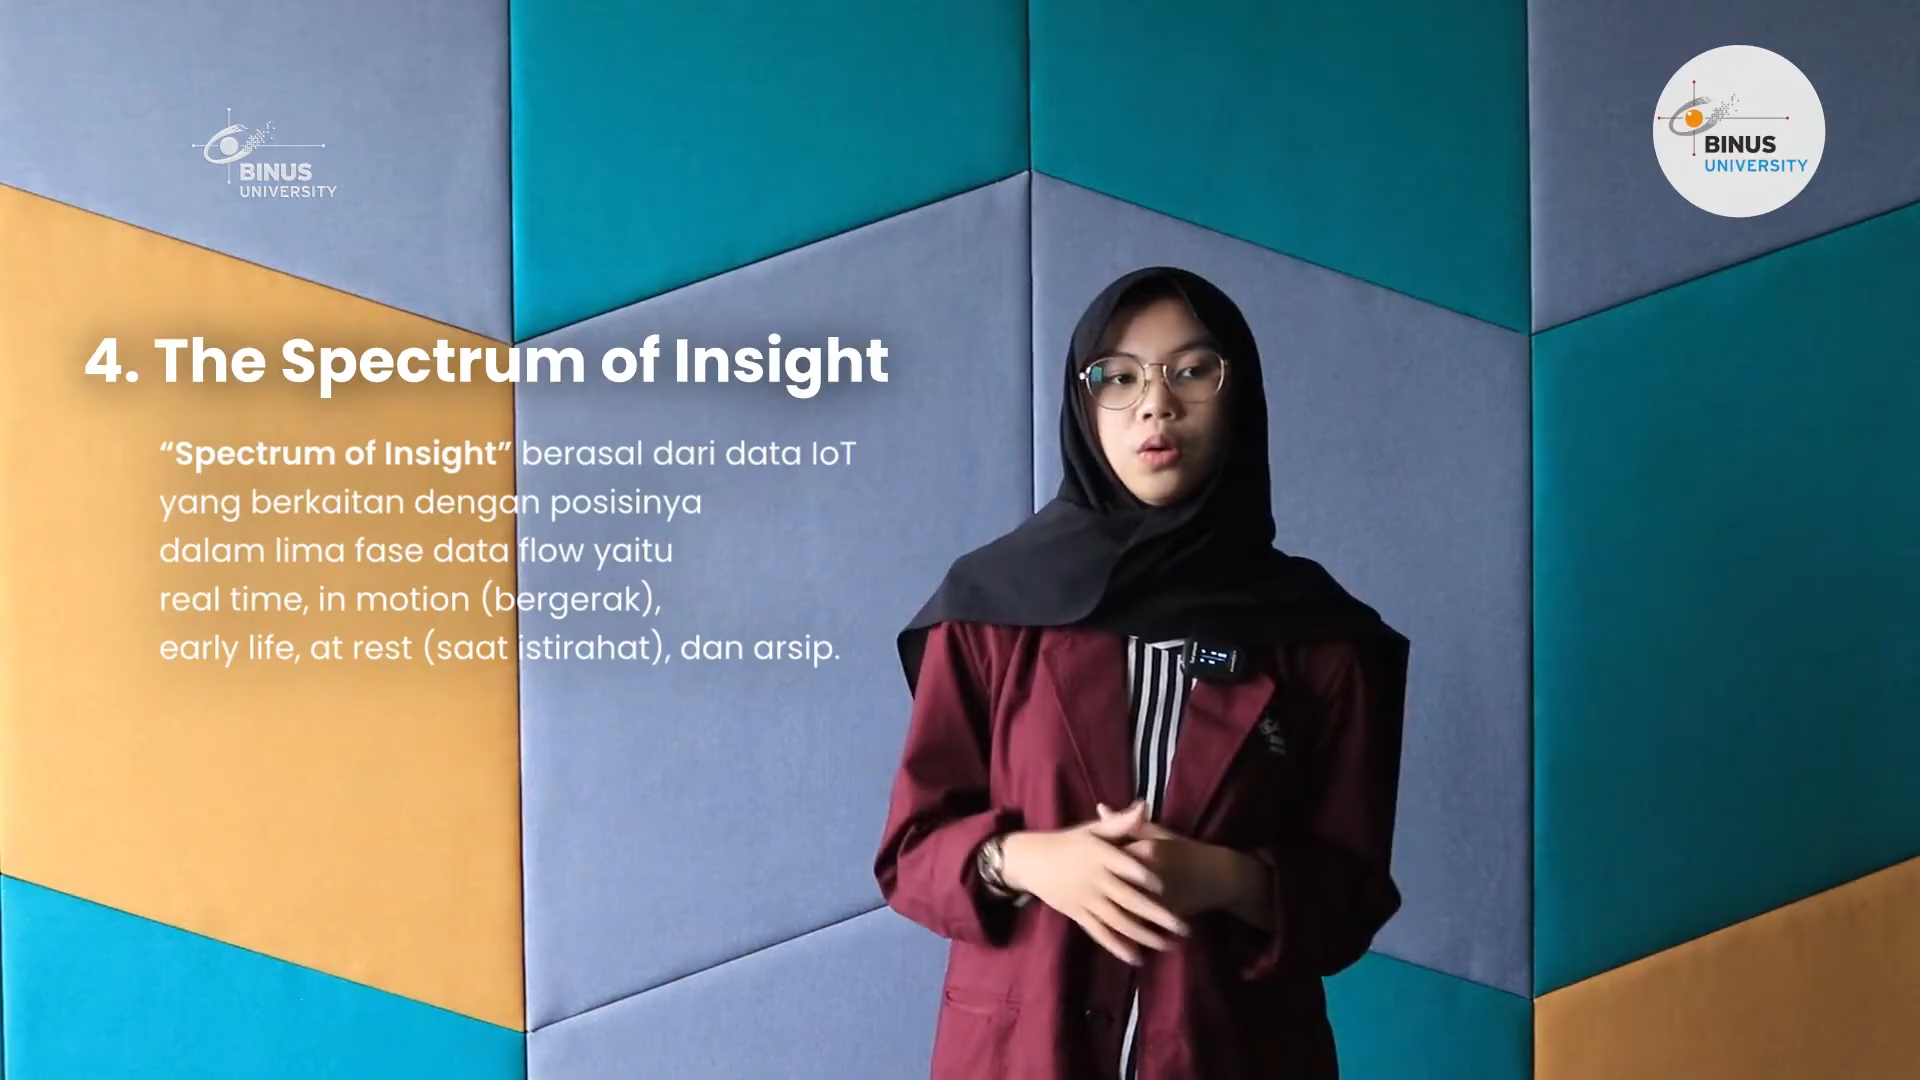 BINUS
UNIVERSITY
BINUS
UNIVERSITY
4. The Spectrum of Insight
“Spectrum of Insight” berasal dari data IoT
yang berkaitan dengan posisinya
dalam lima fase data flow yaitu
real time, in motion (bergerak),
early life, at rest (saat istirahat), dan arsip.